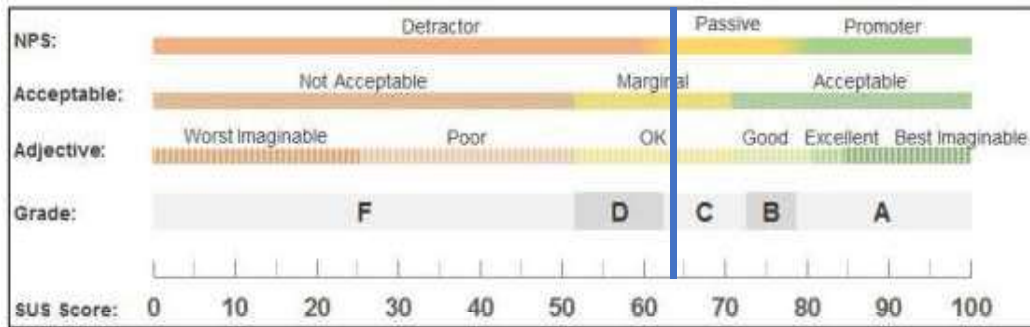 NPS: Detractor Passive Promoter
Acceptable: Not Acceptable Marginal Acceptable
Adjective: Worst Imaginable Poor OK Good Excellent Best Imaginable
Grade: F D C B A
SUS Score: 0 10 20 30 40 50 60 70 80 90 100